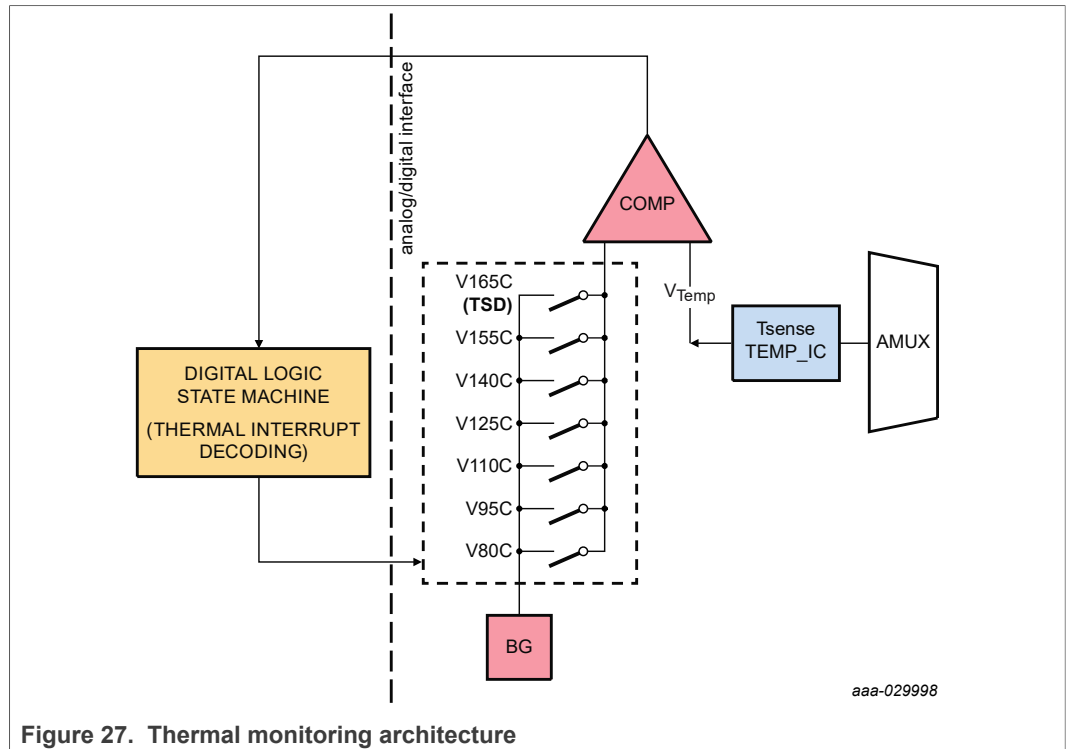 analog/digital interface
COMP
V165C
(TSD)
V155C
V140C
V125C
V110C
V95C
V80C
VTemp
Tsense
TEMP_IC
AMUX
DIGITAL LOGIC
STATE MACHINE
(THERMAL INTERRUPT
DECODING)
BG
aaa-029998
Figure 27. Thermal monitoring architecture